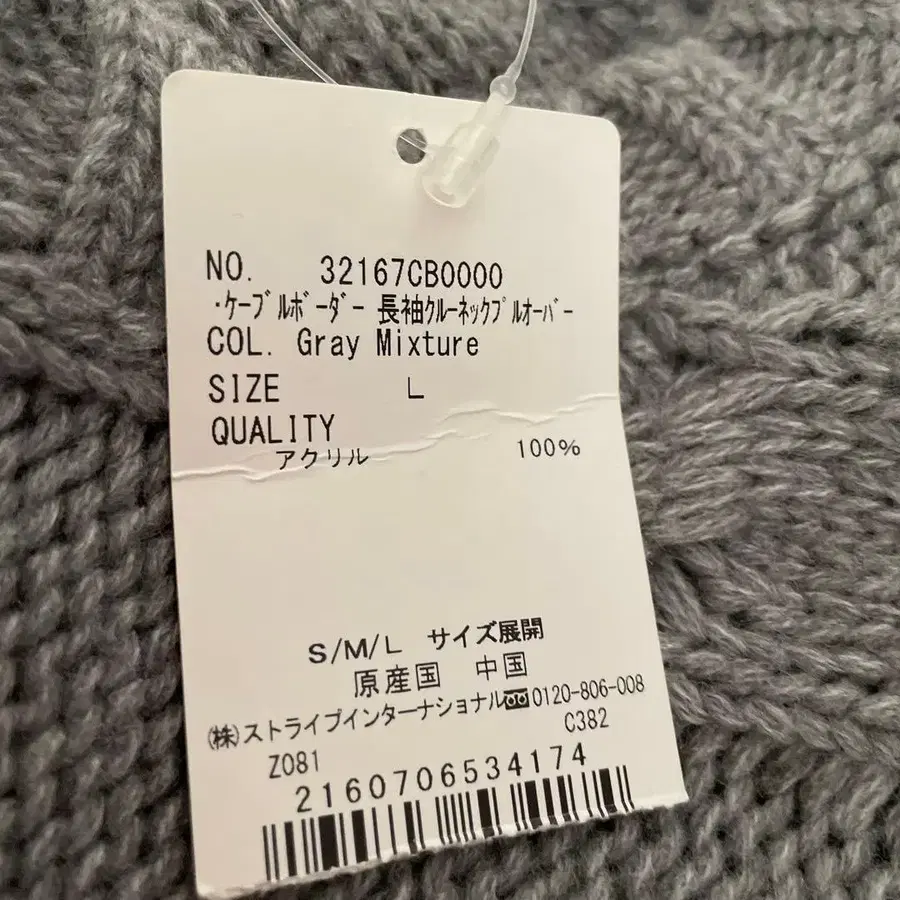 NO. 32167CB0000
・ｹｰﾌﾞﾙﾎﾞｰﾀﾞｰ 長袖ｸﾙｰﾈｯｸﾌﾟﾙｵｰﾊﾞｰ
COL. Gray Mixture
SIZE L
QUALITY
アクリル 100%
S/M/L サイズ展開
原産国 中国
(株)ストライプインターナショナル 0120-806-008
Z081 C382
2160706534174